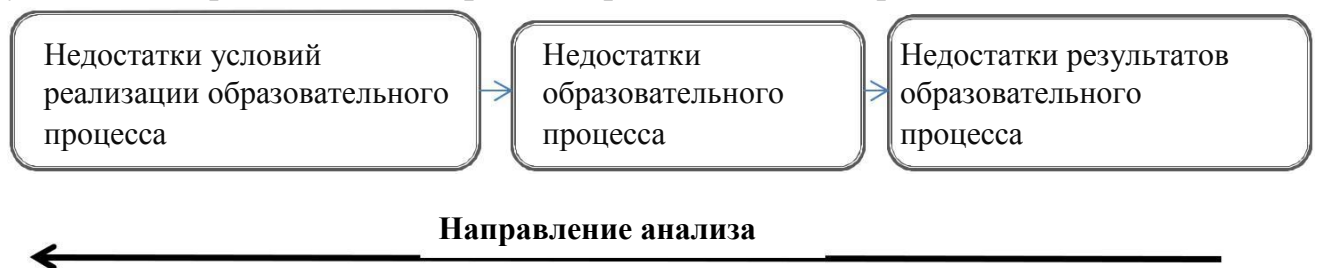 Недостатки условий
реализации образовательного
процесса
Недостатки
образовательного
процесса
Недостатки результатов
образовательного
процесса
Направление анализа